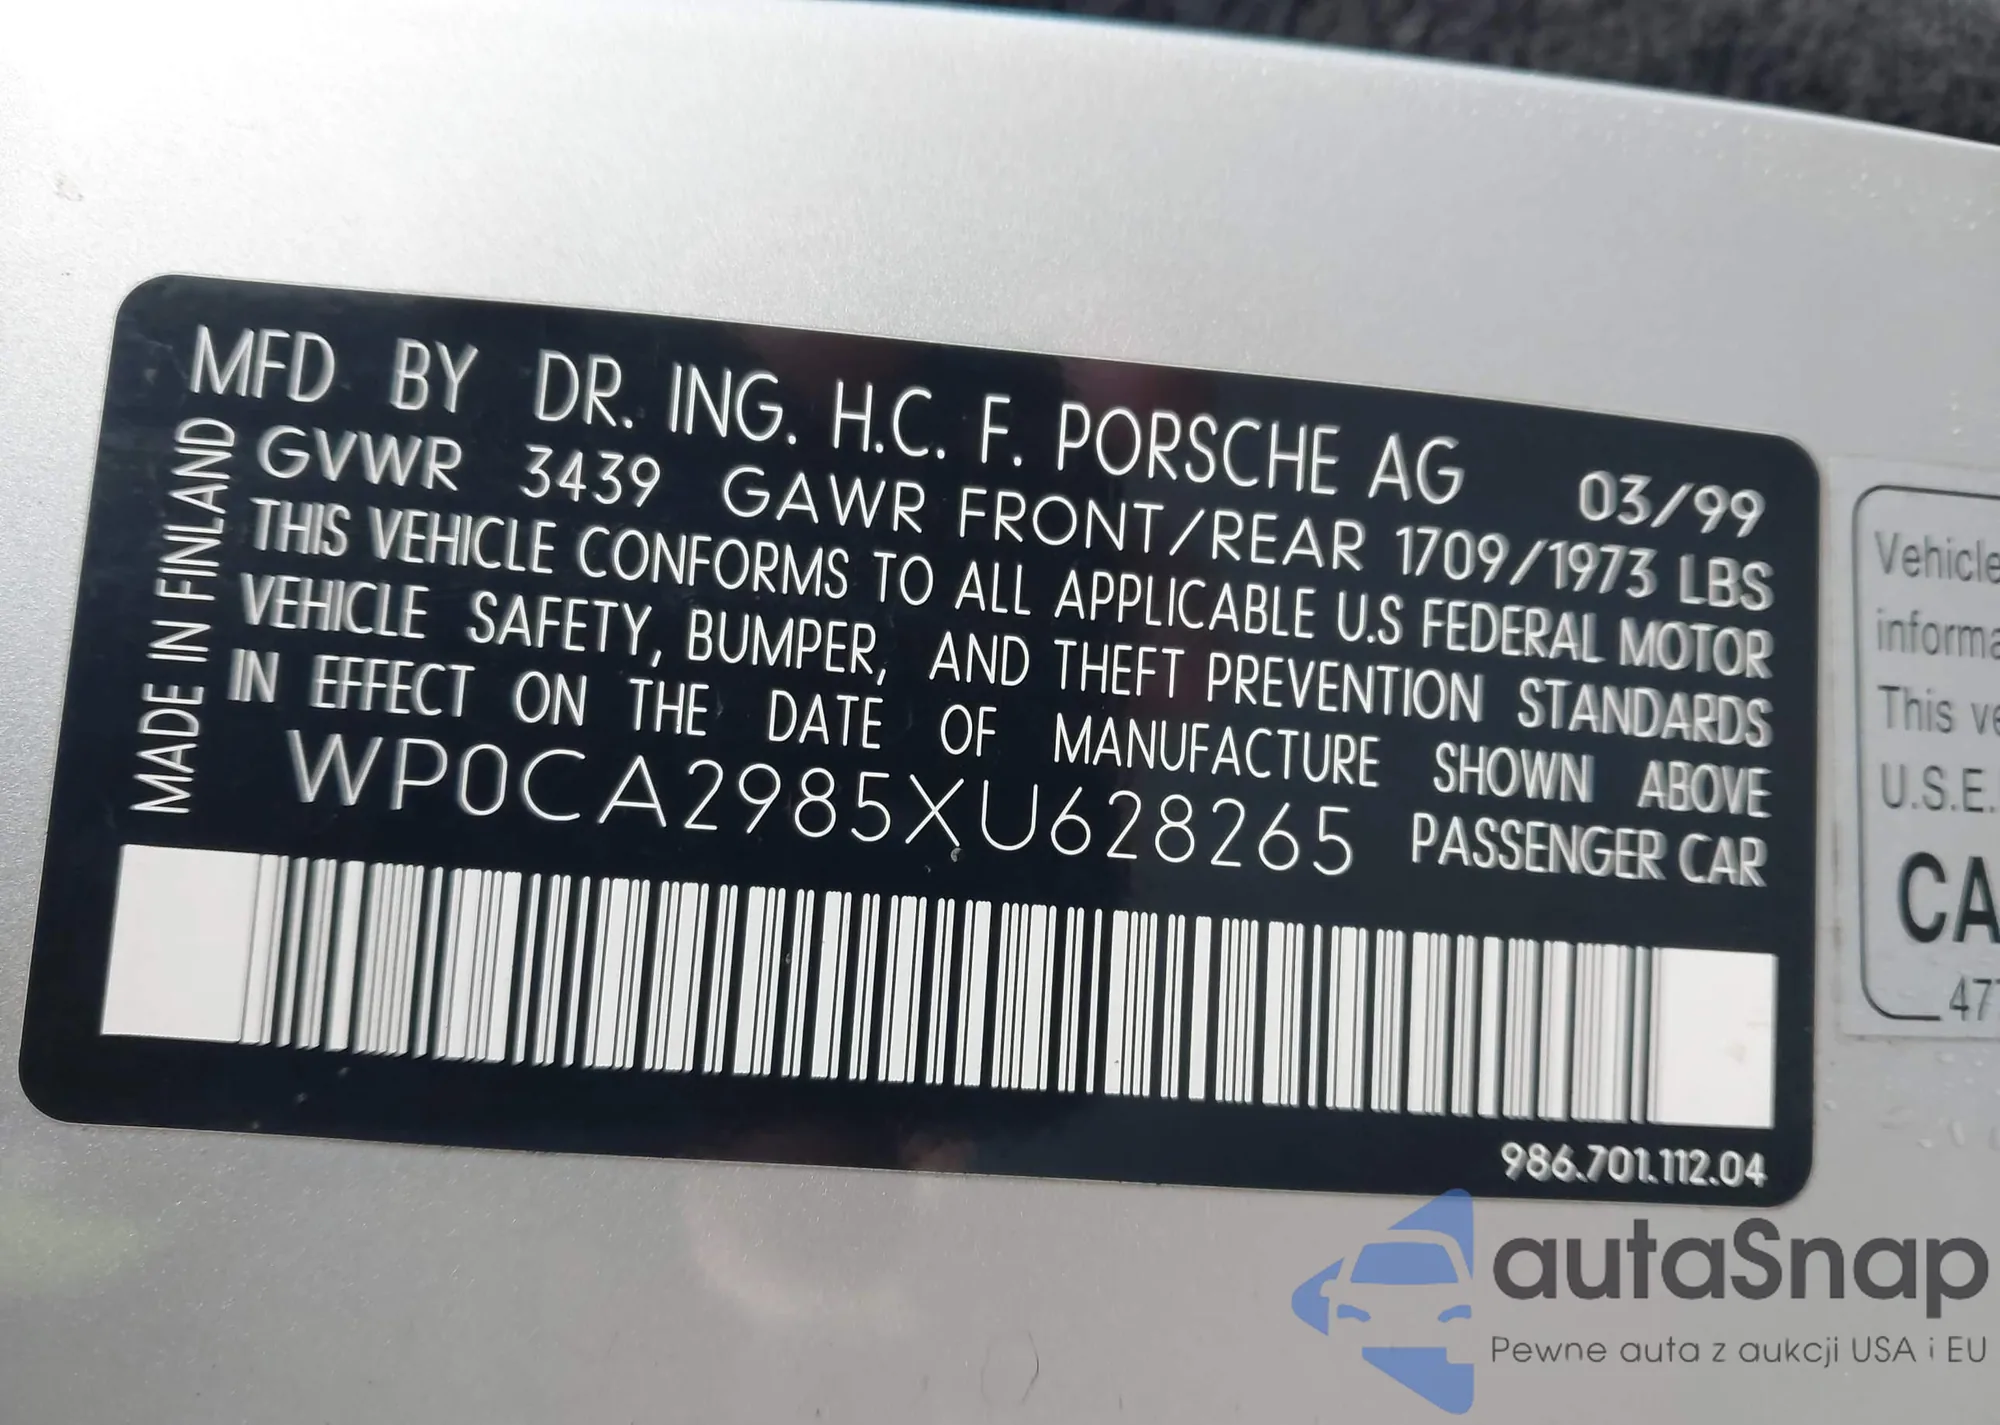 MFD BY DR. ING. H.C. F. PORSCHE AG 03/99
GVWR 3439 GAWR FRONT/REAR 1709/1973 LBS
THIS VEHICLE CONFORMS TO ALL APPLICABLE U.S FEDERAL MOTOR
VEHICLE SAFETY, BUMPER, AND THEFT PREVENTION STANDARDS
IN EFFECT ON THE DATE OF MANUFACTURE SHOWN ABOVE
WP0CA2985XU628265 PASSENGER CAR
MADE IN FINLAND
986.701.112.04
Vehicle
informa
This ve
U.S.E.
CA
477
autaSnap
Pewne auta z aukcji USA i EU